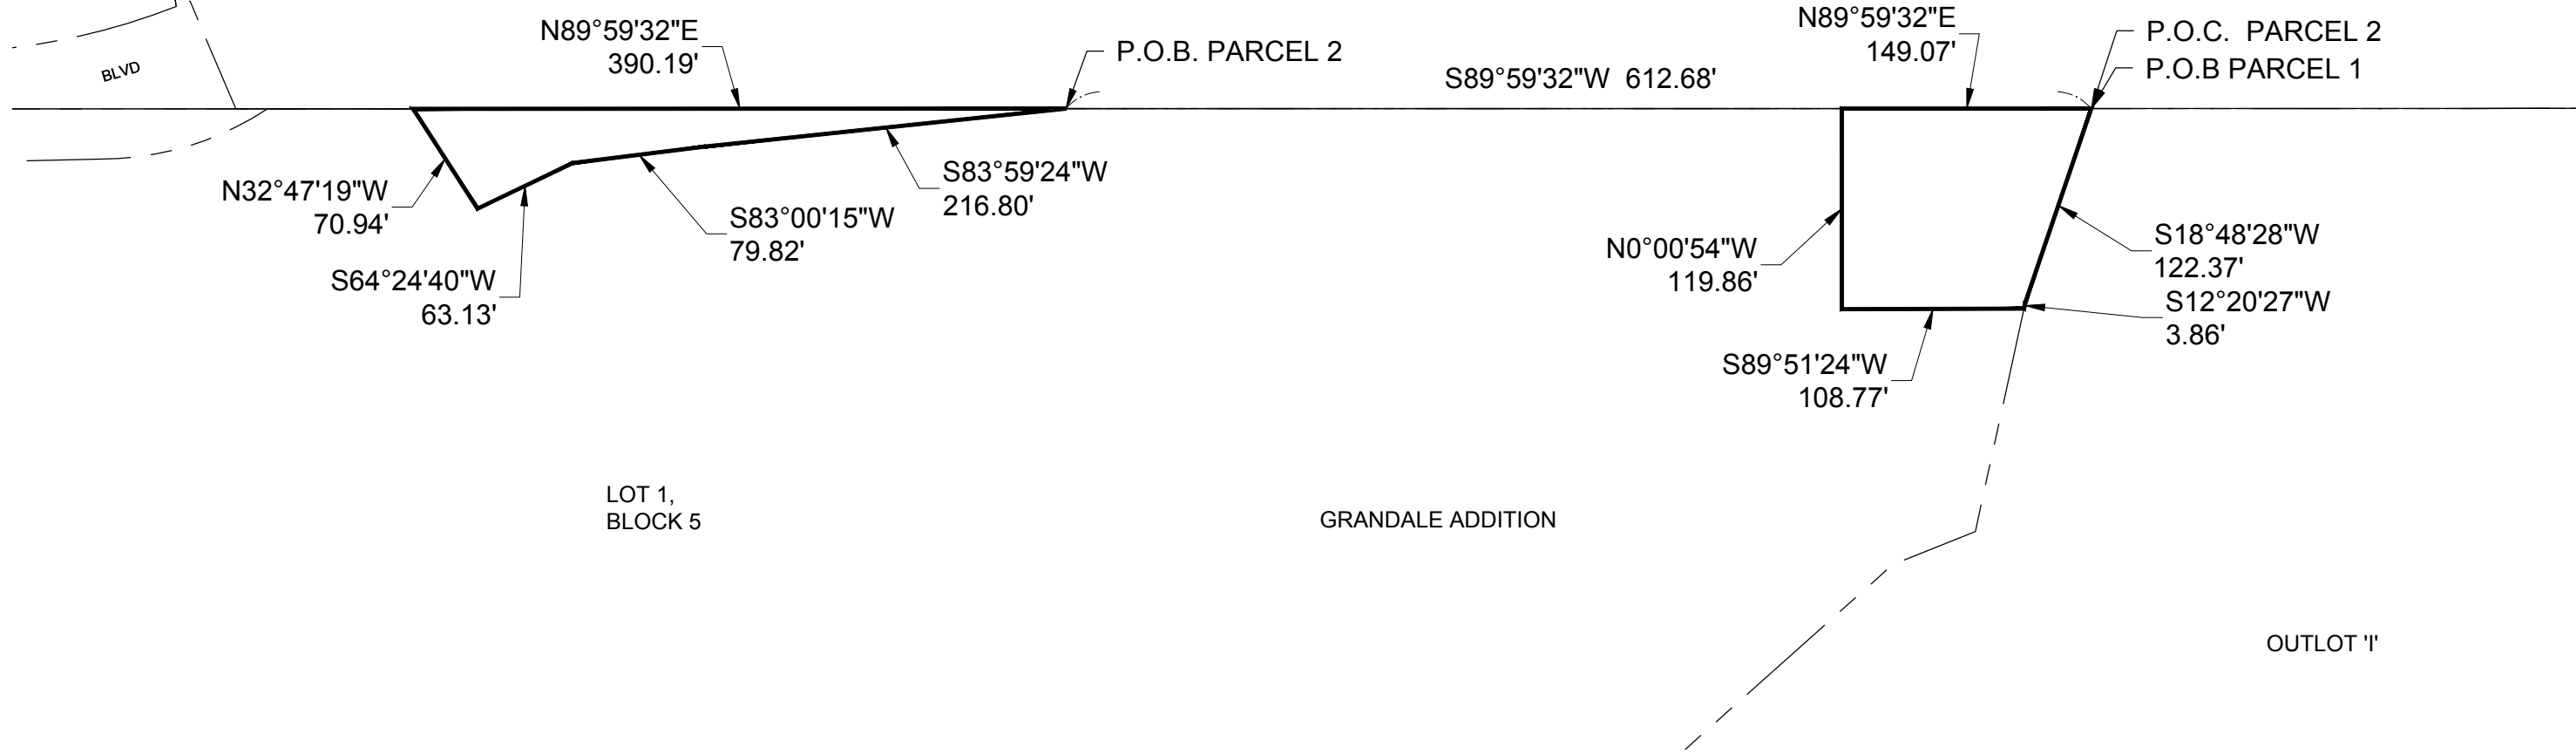 BLVD
N89°59'32"E
390.19'
P.O.B. PARCEL 2
S89°59'32"W 612.68'
N89°59'32"E
149.07'
P.O.C. PARCEL 2
P.O.B PARCEL 1
N32°47'19"W
70.94'
S64°24'40"W
63.13'
S83°00'15"W
79.82'
S83°59'24"W
216.80'
N0°00'54"W
119.86'
S18°48'28"W
122.37'
S12°20'27"W
3.86'
S89°51'24"W
108.77'
LOT 1,
BLOCK 5
GRANDALE ADDITION
OUTLOT 'I'